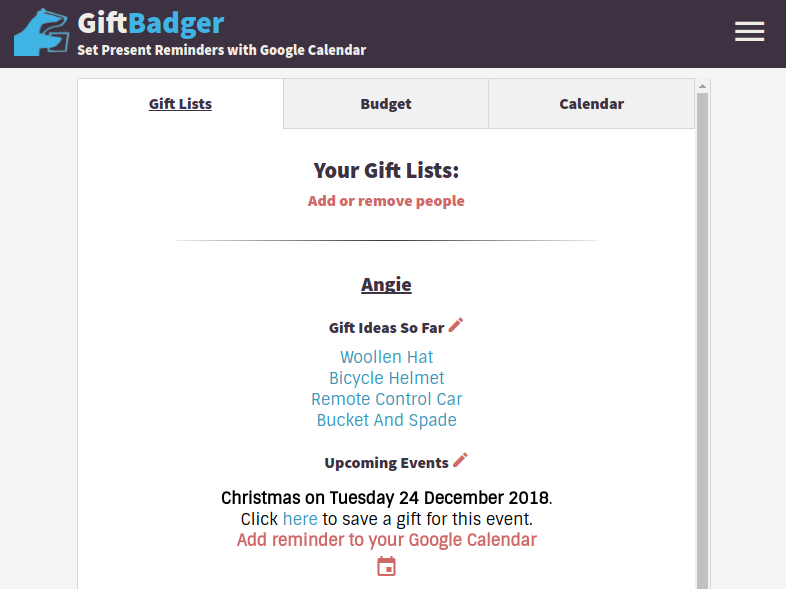 GiftBadger
Set Present Reminders with Google Calendar
Gift Lists
Budget
Calendar
Your Gift Lists:
Add or remove people
Angie
Gift Ideas So Far
Woollen Hat
Bicycle Helmet
Remote Control Car
Bucket And Spade
Upcoming Events
Christmas on Tuesday 24 December 2018.
Click here to save a gift for this event.
Add reminder to your Google Calendar